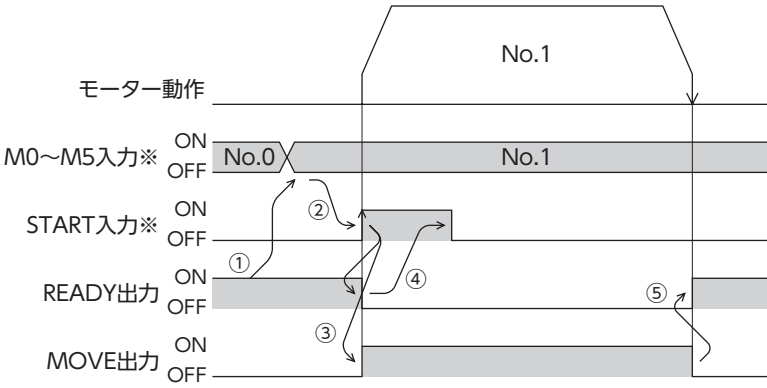 No.1
モーター動作
M0～M5入力※ ON OFF No.0 No.1
START入力※ ON OFF ②
① ④
READY出力 ON OFF ⑤
③
MOVE出力 ON OFF